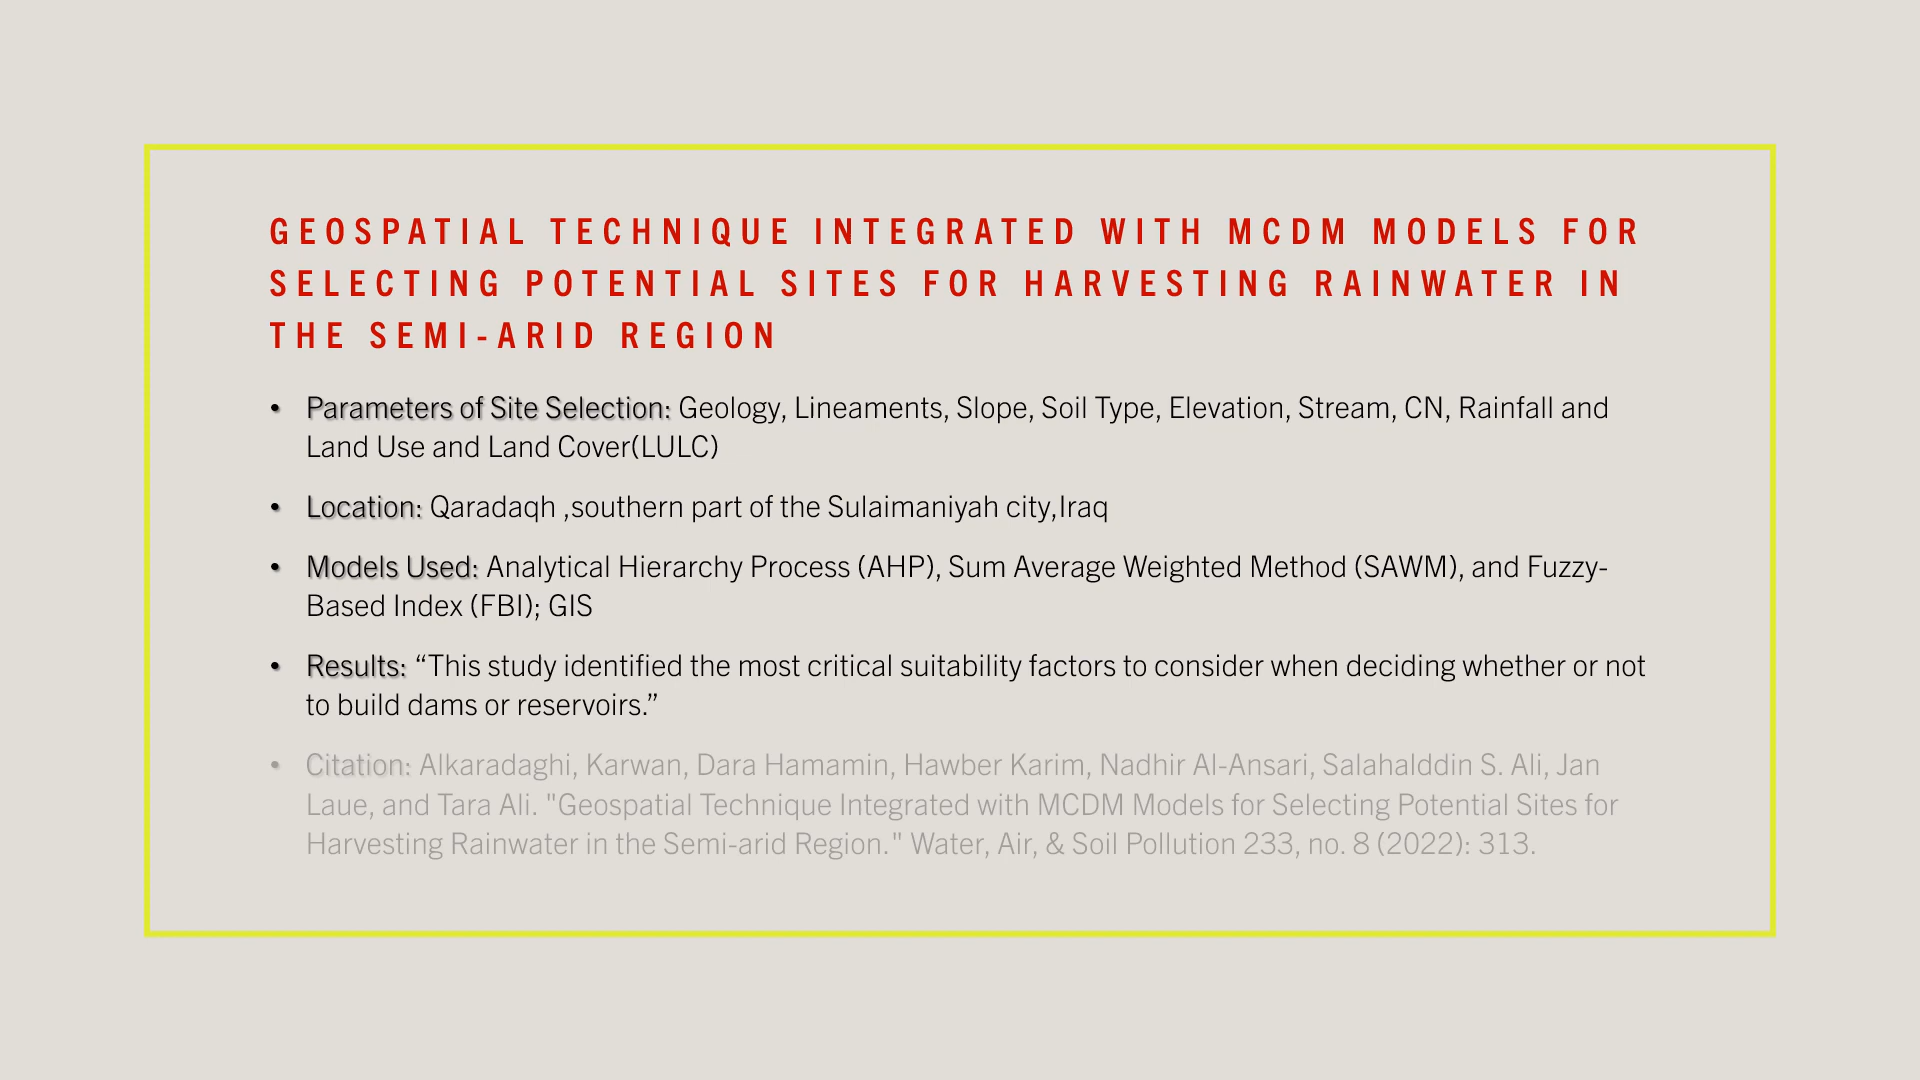 GEOSPATIAL TECHNIQUE INTEGRATED WITH MCDM MODELS FOR
SELECTING POTENTIAL SITES FOR HARVESTING RAINWATER IN
THE SEMI-ARID REGION
• Parameters of Site Selection: Geology, Lineaments, Slope, Soil Type, Elevation, Stream, CN, Rainfall and
Land Use and Land Cover(LULC)
• Location: Qaradaqh ,southern part of the Sulaimaniyah city,Iraq
• Models Used: Analytical Hierarchy Process (AHP), Sum Average Weighted Method (SAWM), and Fuzzy-
Based Index (FBI); GIS
• Results: “This study identified the most critical suitability factors to consider when deciding whether or not
to build dams or reservoirs.”
• Citation: Alkaradaghi, Karwan, Dara Hamamin, Hawber Karim, Nadhir Al-Ansari, Salahalddin S. Ali, Jan
Laue, and Tara Ali. "Geospatial Technique Integrated with MCDM Models for Selecting Potential Sites for
Harvesting Rainwater in the Semi-arid Region." Water, Air, & Soil Pollution 233, no. 8 (2022): 313.